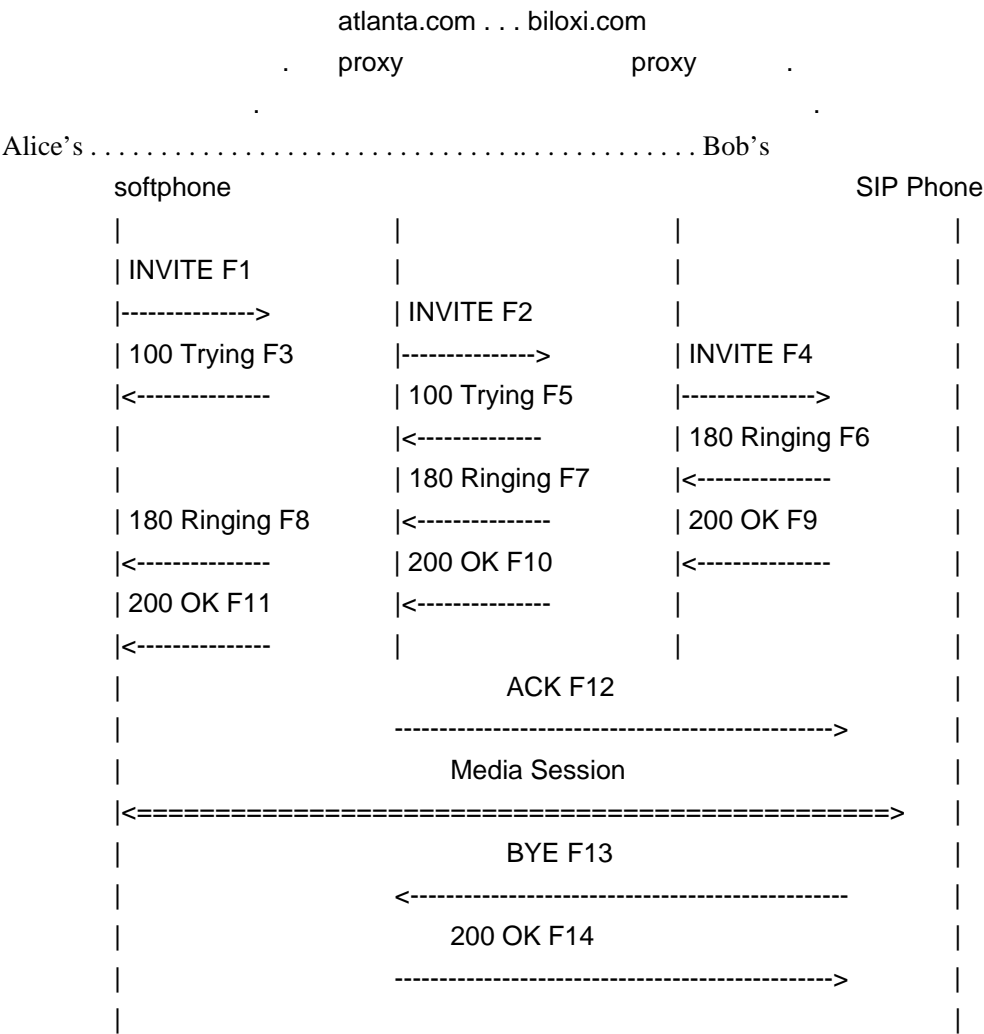 atlanta.com . . . biloxi.com
. proxy proxy .
. .
Alice’s . . . . . . . . . . . . . . . . . . . . . . . . . . . . . . .. . . . . . . . . . . . . Bob’s
softphone SIP Phone
| | | |
| INVITE F1 | | |
|---------------> | INVITE F2 | |
| 100 Trying F3 |---------------> | INVITE F4 |
|<--------------- | 100 Trying F5 |---------------> |
| |<-------------- | 180 Ringing F6 |
| | 180 Ringing F7 |<--------------- |
| 180 Ringing F8 |<--------------- | 200 OK F9 |
|<--------------- | 200 OK F10 |<--------------- |
| 200 OK F11 |<--------------- | |
|<--------------- | | |
| ACK F12 |
| -------------------------------------------------> |
| Media Session |
|<================================================> |
| BYE F13 |
| <------------------------------------------------- |
| 200 OK F14 |
| -------------------------------------------------> |
| |